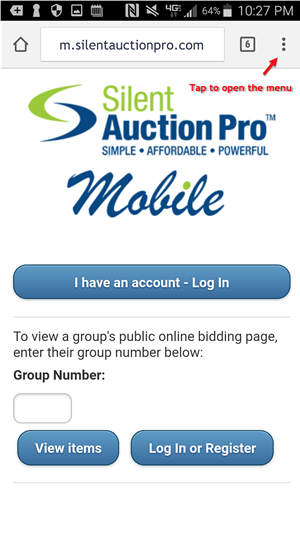 4G LTE 64% 10:27 PM
m.silentauctionpro.com 6
Tap to open the menu
Silent
Auction Pro™
SIMPLE • AFFORDABLE • POWERFUL
Mobile
I have an account - Log In
To view a group's public online bidding page,
enter their group number below:
Group Number:
View items Log In or Register